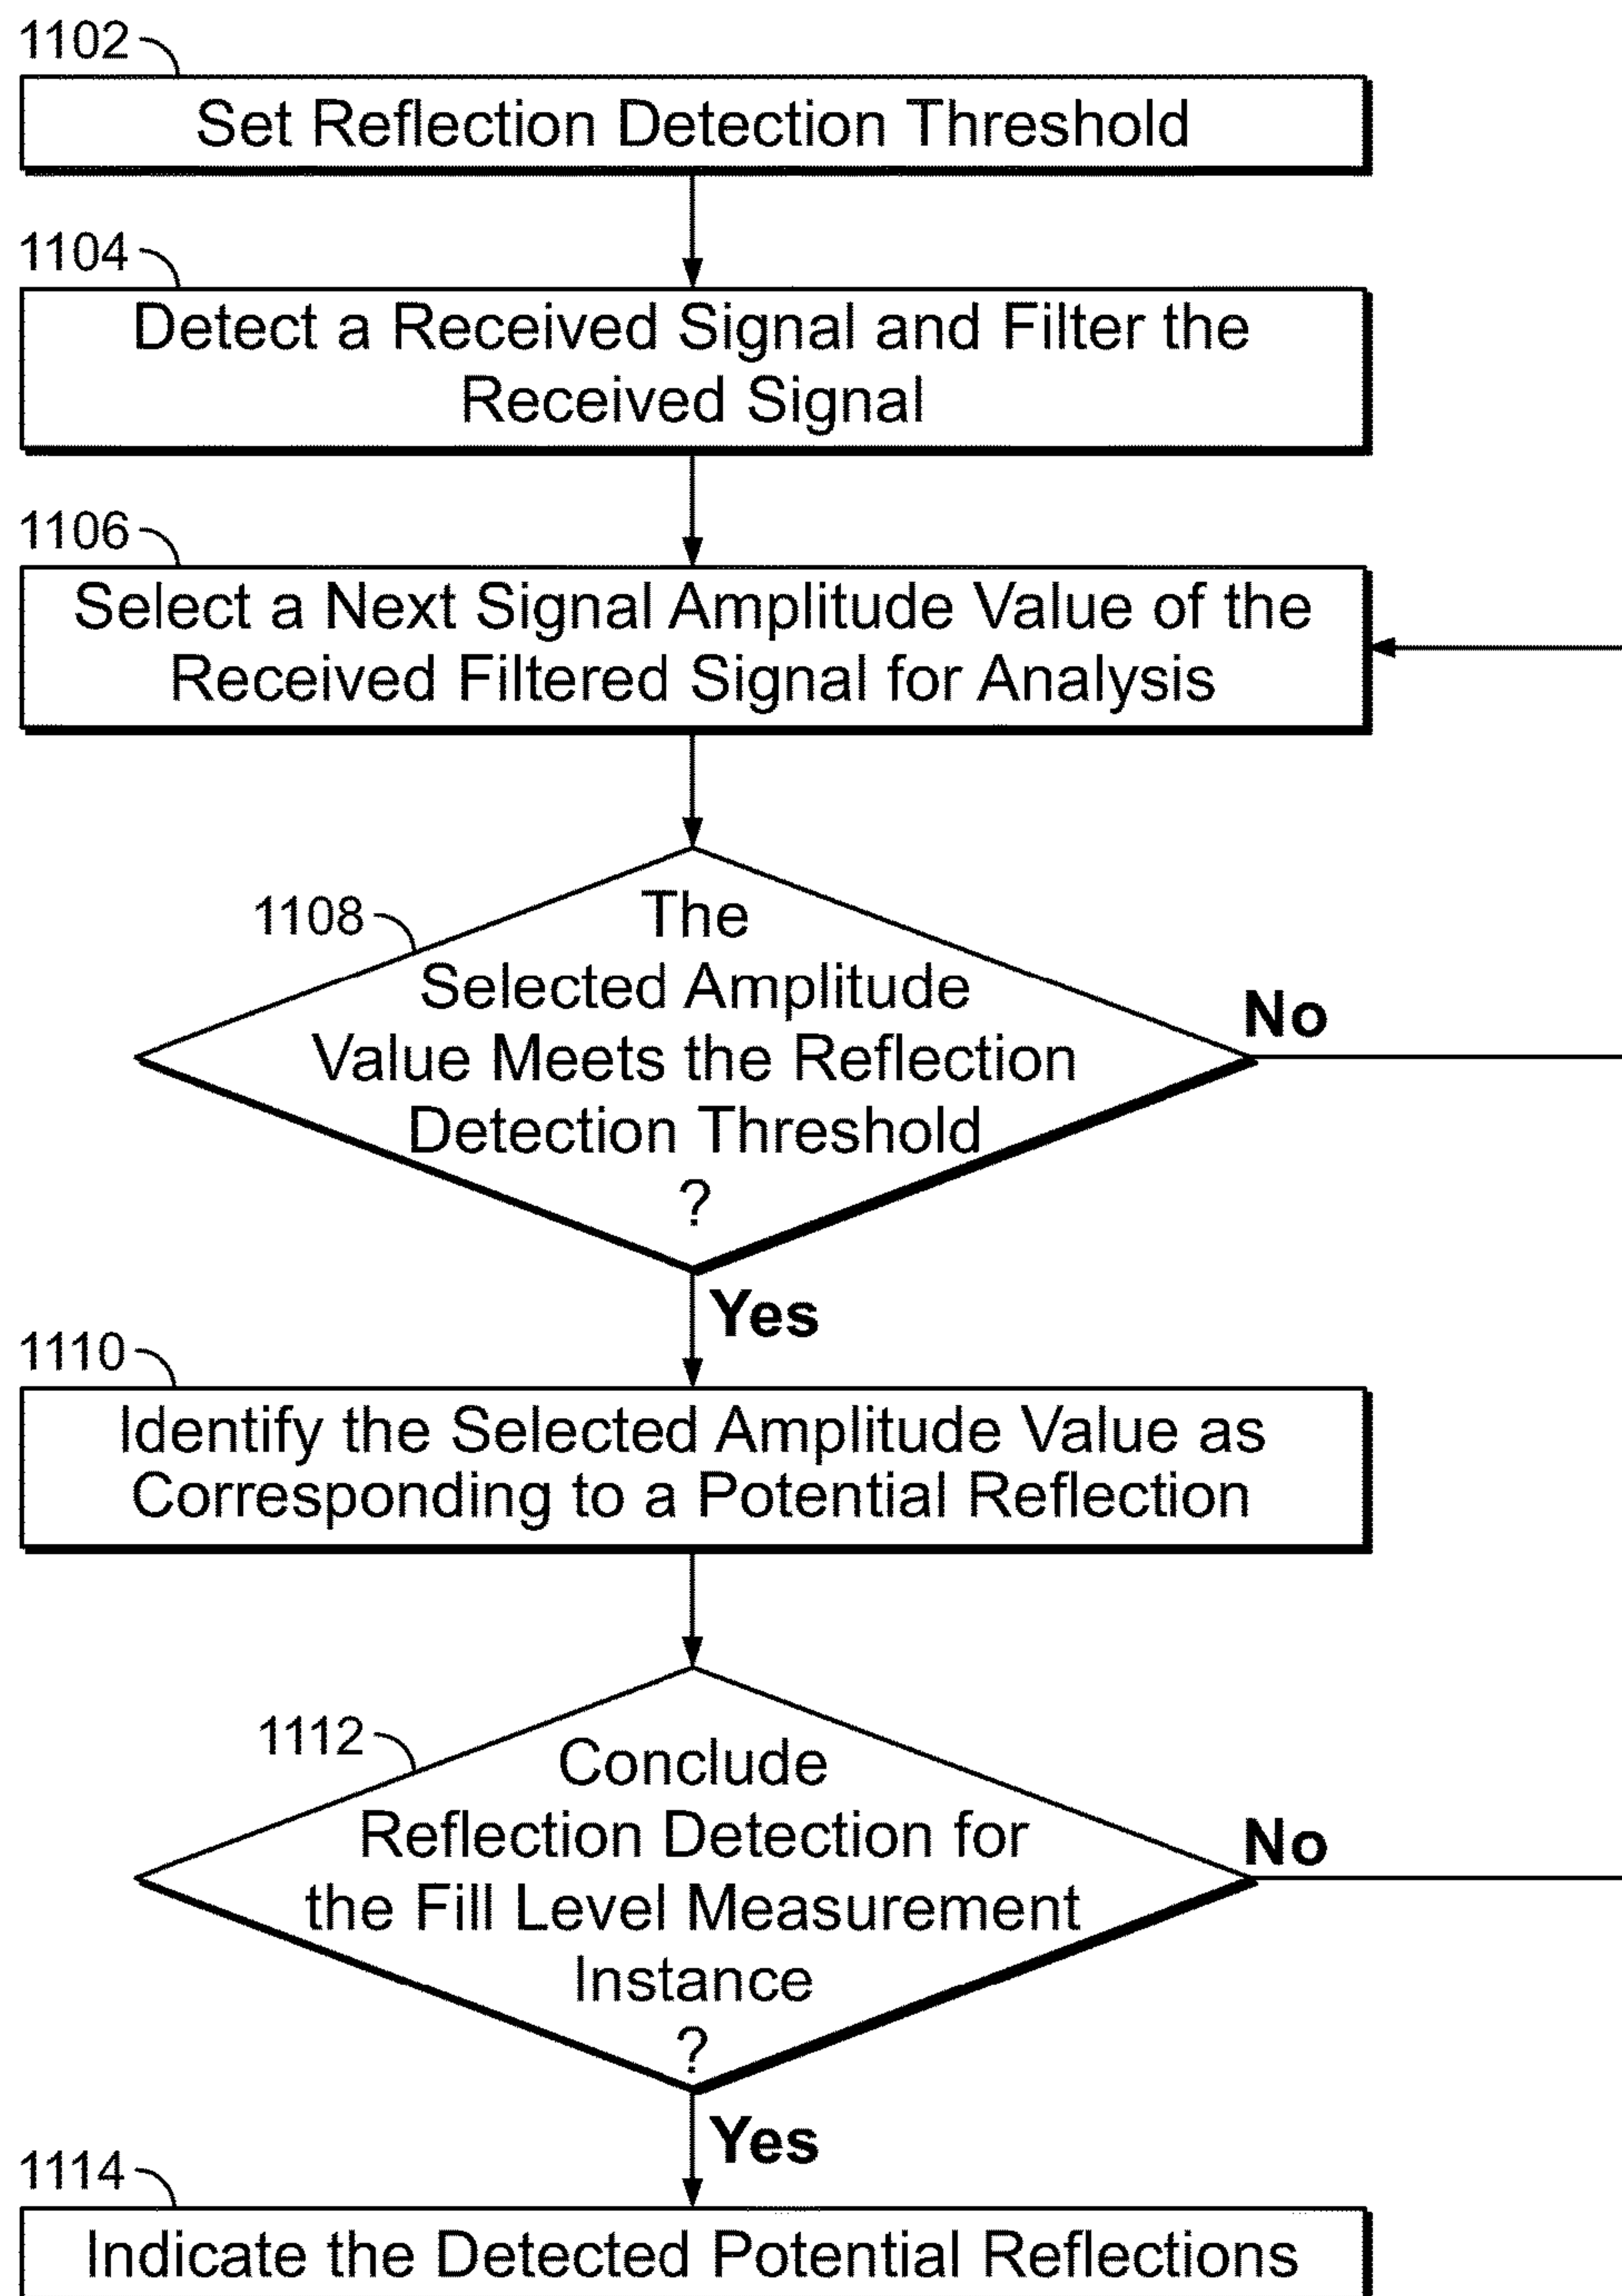 1102
Set Reflection Detection Threshold
1104
Detect a Received Signal and Filter the
Received Signal
1106
Select a Next Signal Amplitude Value of the
Received Filtered Signal for Analysis
1108
The
Selected Amplitude
Value Meets the Reflection
Detection Threshold
?
No
Yes
1110
Identify the Selected Amplitude Value as
Corresponding to a Potential Reflection
1112
Conclude
Reflection Detection for
the Fill Level Measurement
Instance
?
No
Yes
1114
Indicate the Detected Potential Reflections